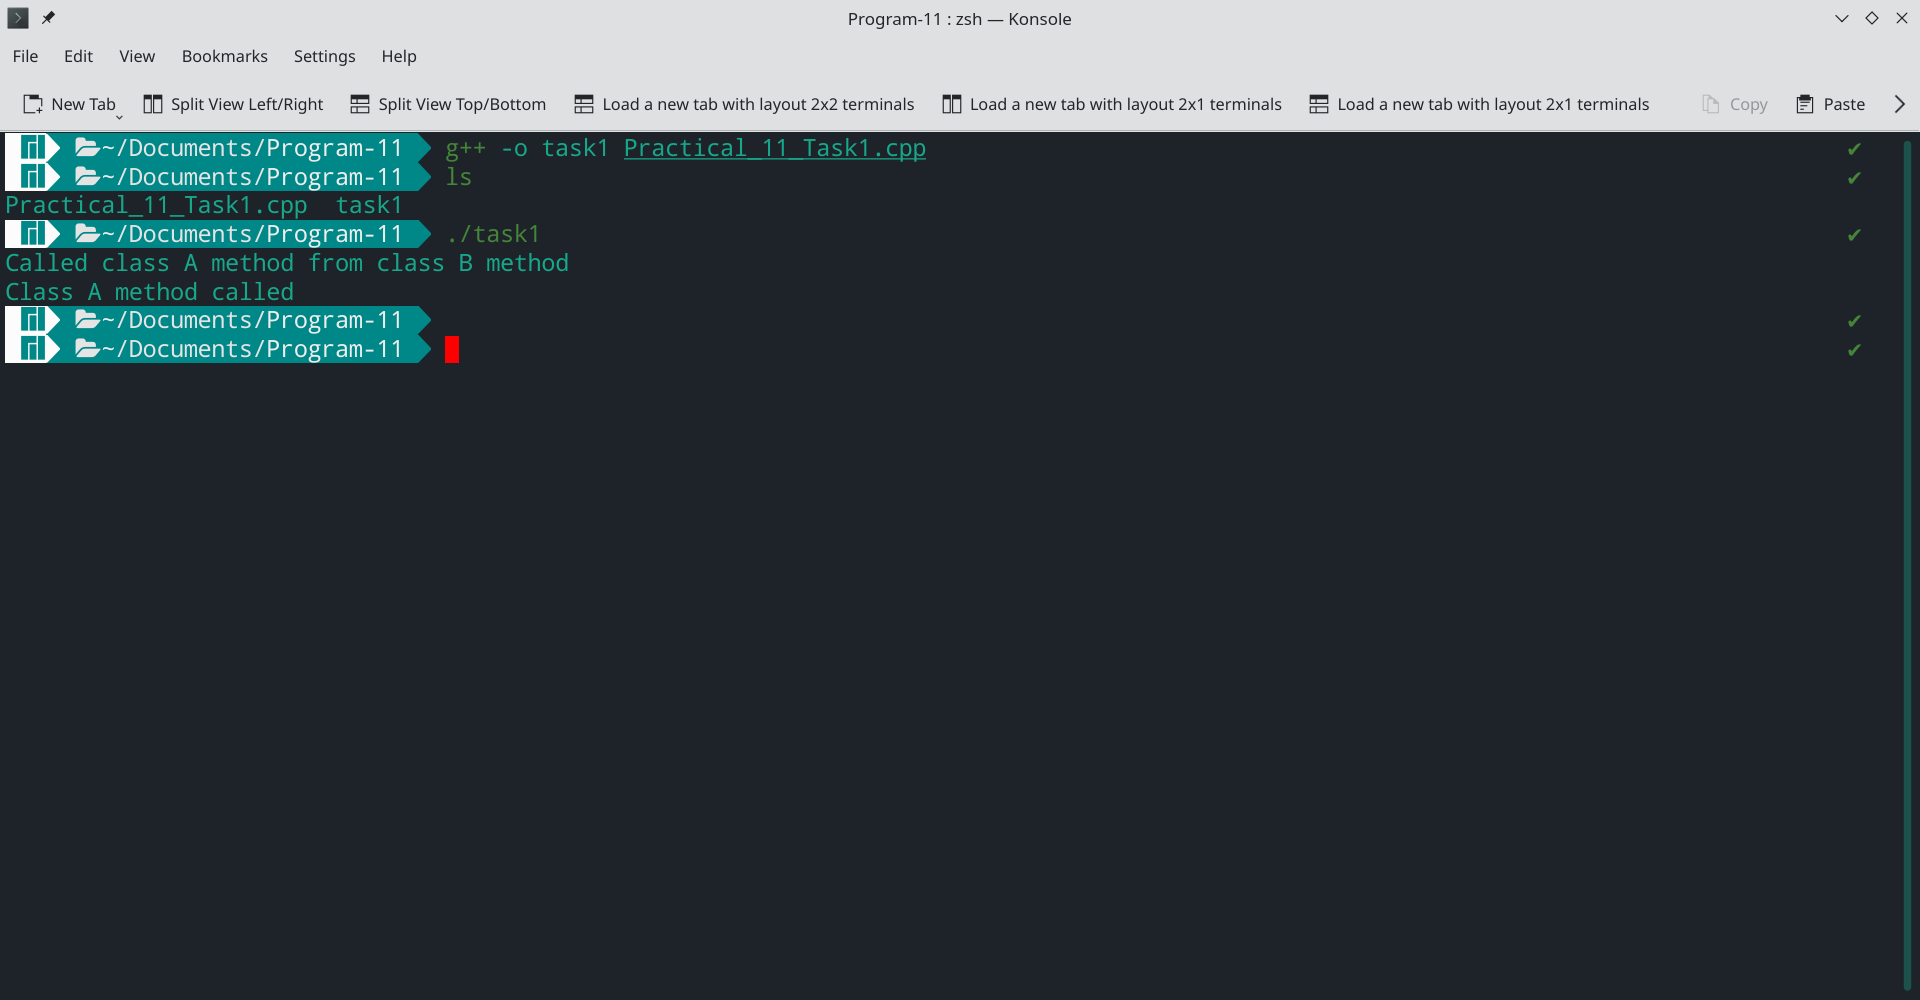 Program-11 : zsh — Konsole
File Edit View Bookmarks Settings Help
New Tab Split View Left/Right Split View Top/Bottom Load a new tab with layout 2x2 terminals Load a new tab with layout 2x1 terminals Load a new tab with layout 2x1 terminals Copy Paste
~/Documents/Program-11 g++ -o task1 Practical_11_Task1.cpp ✔
~/Documents/Program-11 ls ✔
Practical_11_Task1.cpp  task1
~/Documents/Program-11 ./task1 ✔
Called class A method from class B method
Class A method called
~/Documents/Program-11 ✔
~/Documents/Program-11 ✔